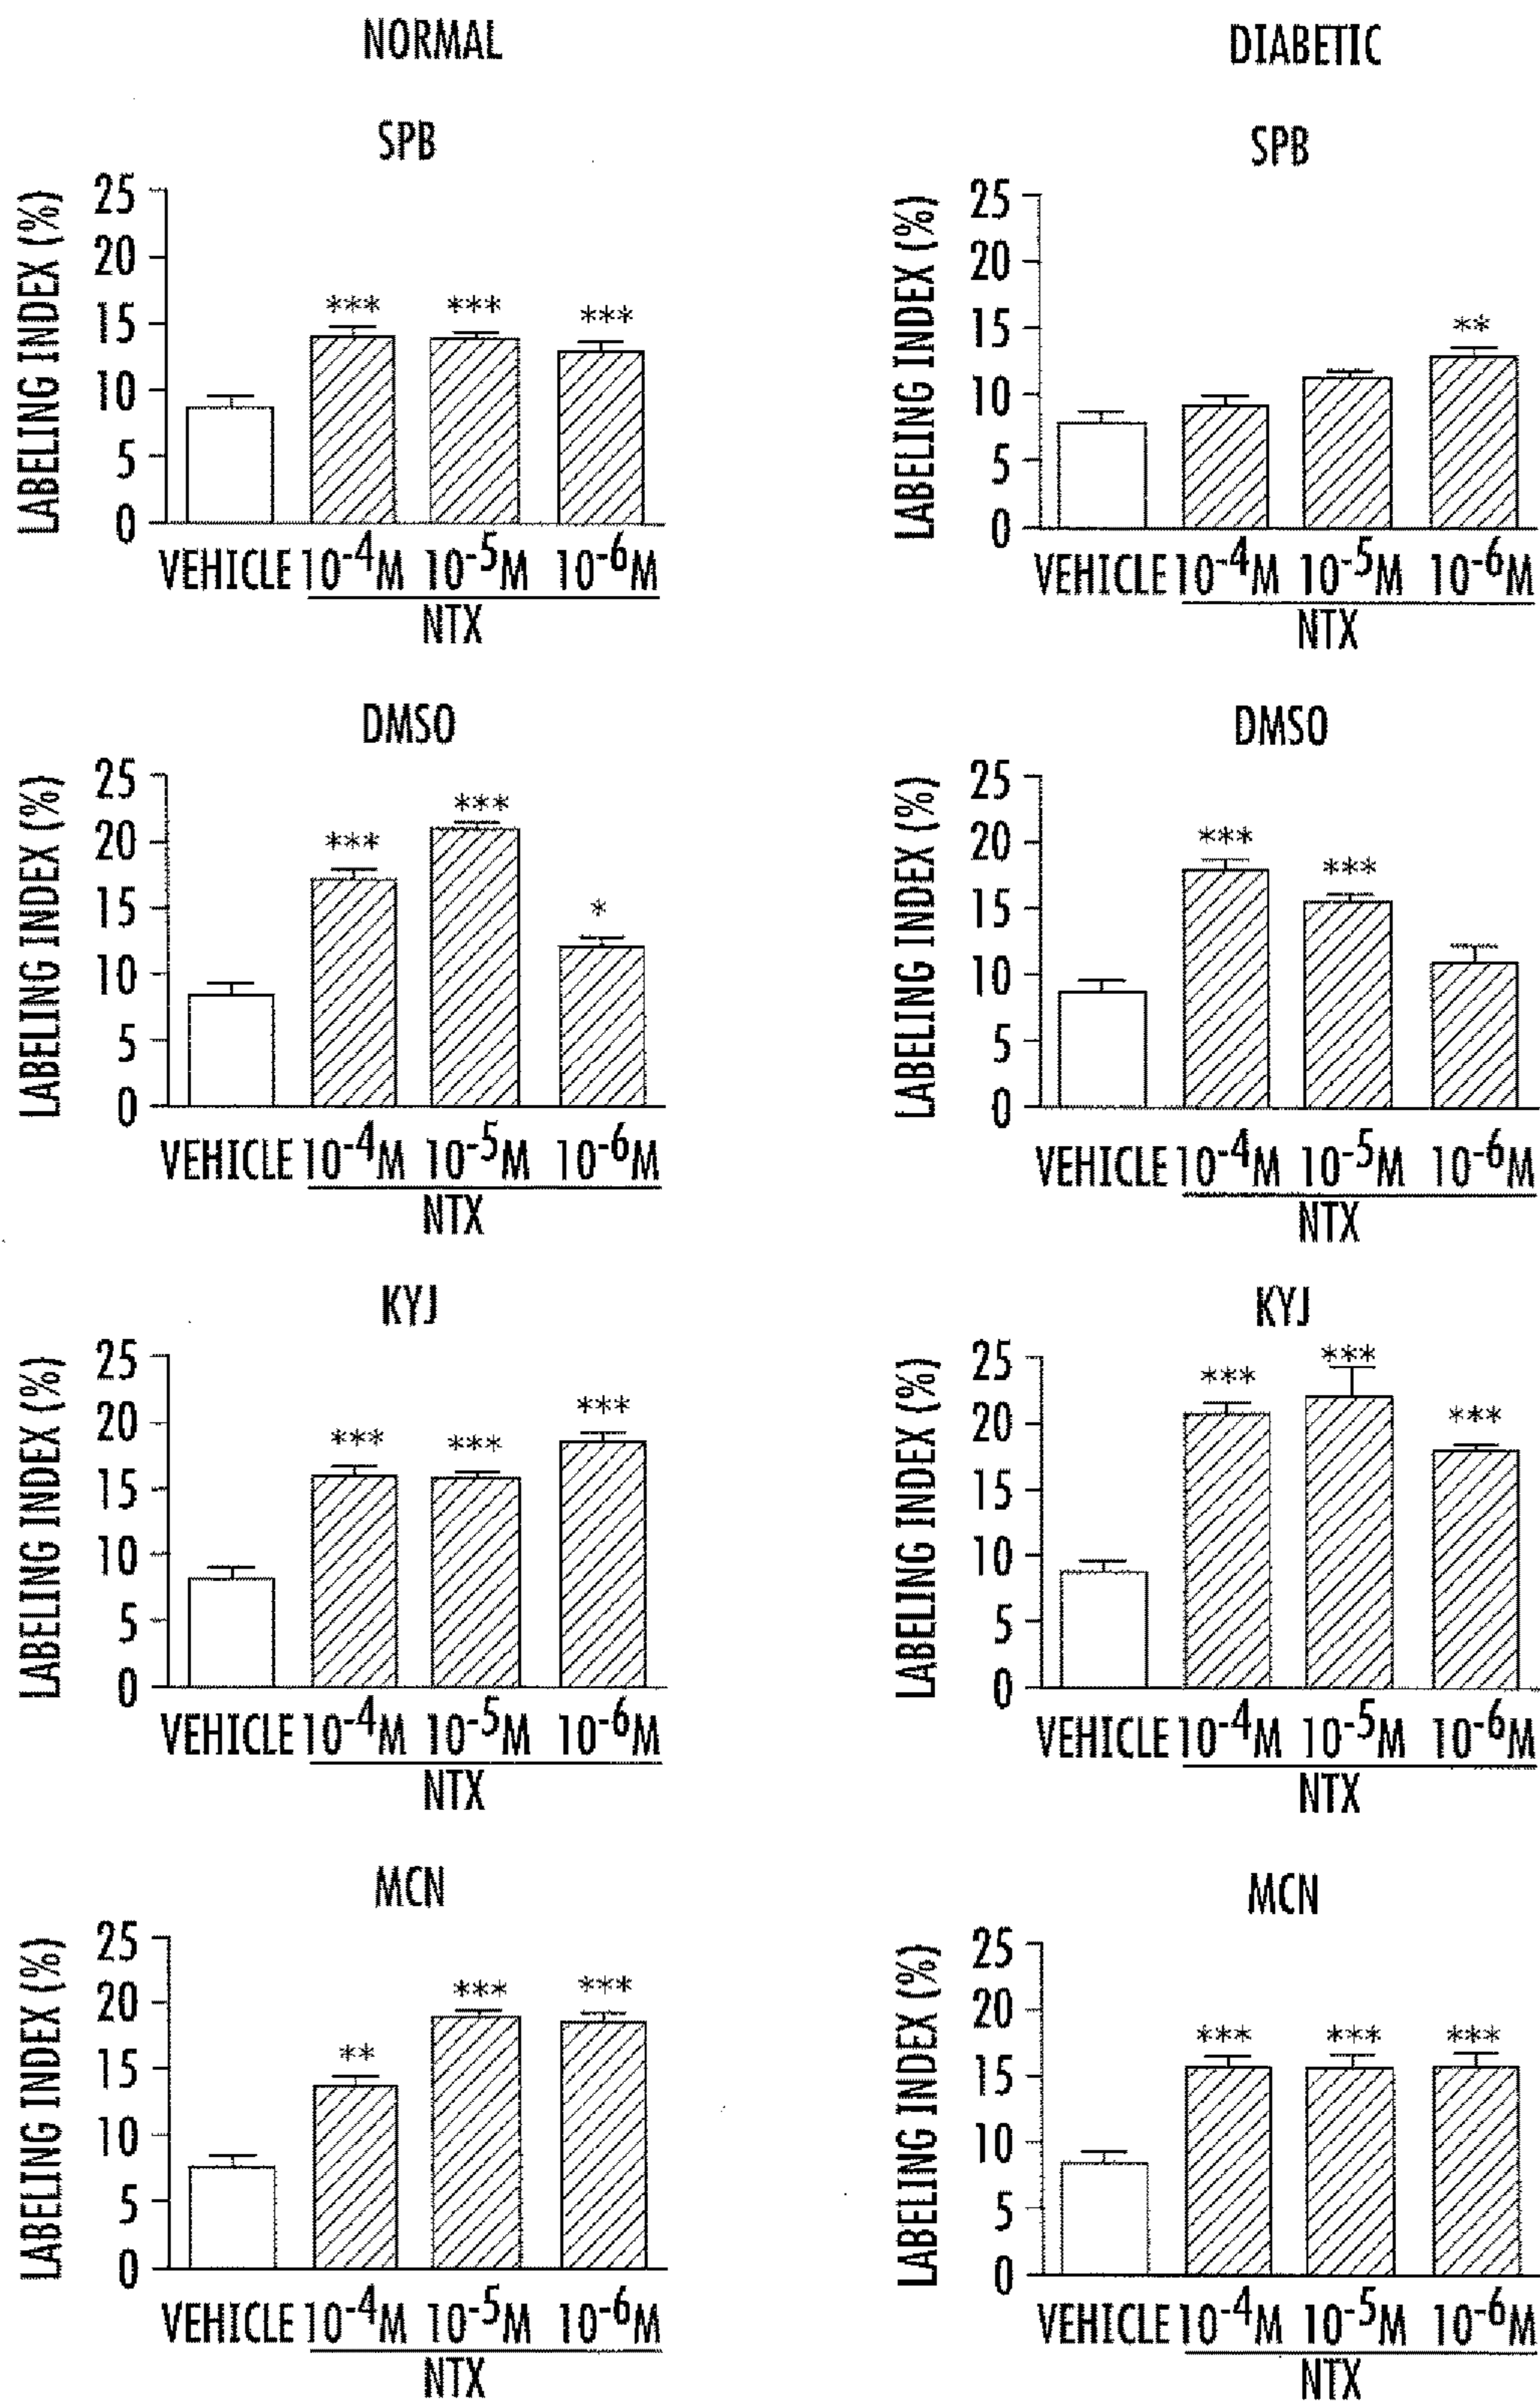 NORMAL
DIABETIC
SPB
LABELING INDEX (%)
25
20
15
10
5
0
***
***
***
VEHICLE 10-4M 10-5M 10-6M
NTX
SPB
LABELING INDEX (%)
25
20
15
10
5
0
**
VEHICLE 10-4M 10-5M 10-6M
NTX
DMSO
LABELING INDEX (%)
25
20
15
10
5
0
***
***
*
VEHICLE 10-4M 10-5M 10-6M
NTX
DMSO
LABELING INDEX (%)
25
20
15
10
5
0
***
***
VEHICLE 10-4M 10-5M 10-6M
NTX
KYJ
LABELING INDEX (%)
25
20
15
10
5
0
***
***
***
VEHICLE 10-4M 10-5M 10-6M
NTX
KYJ
LABELING INDEX (%)
25
20
15
10
5
0
***
***
***
VEHICLE 10-4M 10-5M 10-6M
NTX
MCN
LABELING INDEX (%)
25
20
15
10
5
0
**
***
***
VEHICLE 10-4M 10-5M 10-6M
NTX
MCN
LABELING INDEX (%)
25
20
15
10
5
0
***
***
***
VEHICLE 10-4M 10-5M 10-6M
NTX